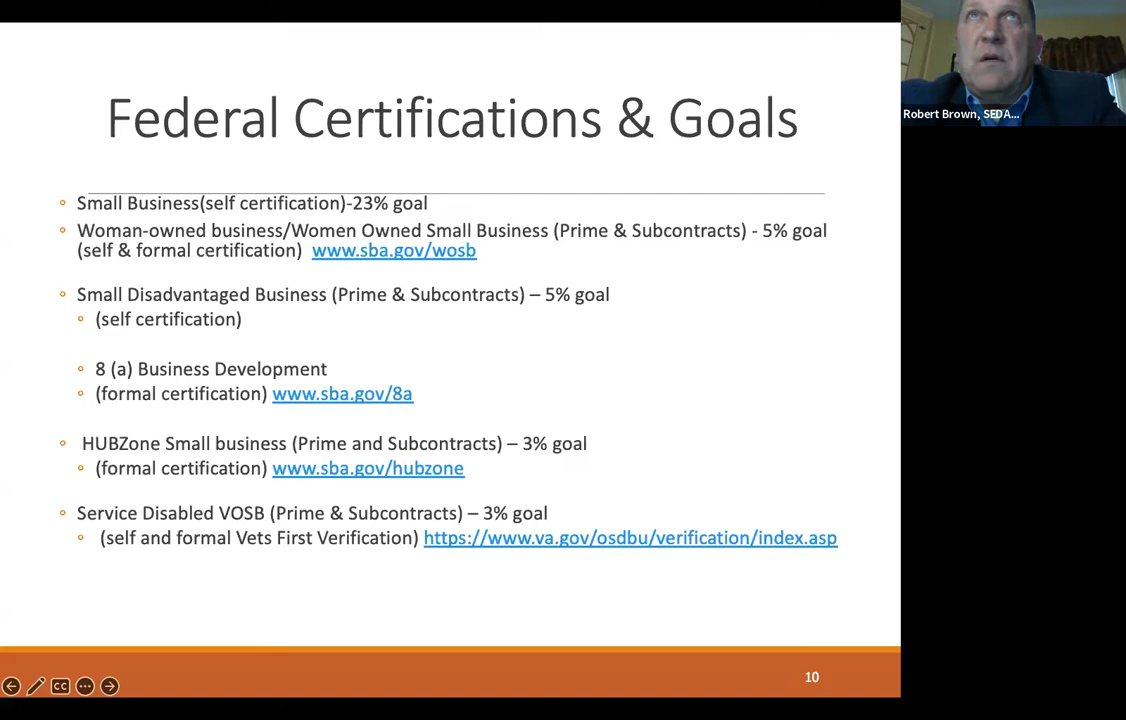 Federal Certifications & Goals
Small Business(self certification)-23% goal
Woman-owned business/Women Owned Small Business (Prime & Subcontracts) - 5% goal
(self & formal certification) www.sba.gov/wosb
Small Disadvantaged Business (Prime & Subcontracts) – 5% goal
(self certification)
8 (a) Business Development
(formal certification) www.sba.gov/8a
HUBZone Small business (Prime and Subcontracts) – 3% goal
(formal certification) www.sba.gov/hubzone
Service Disabled VOSB (Prime & Subcontracts) – 3% goal
(self and formal Vets First Verification) https://www.va.gov/osdbu/verification/index.asp
10
CC
Robert Brown, SEDA...